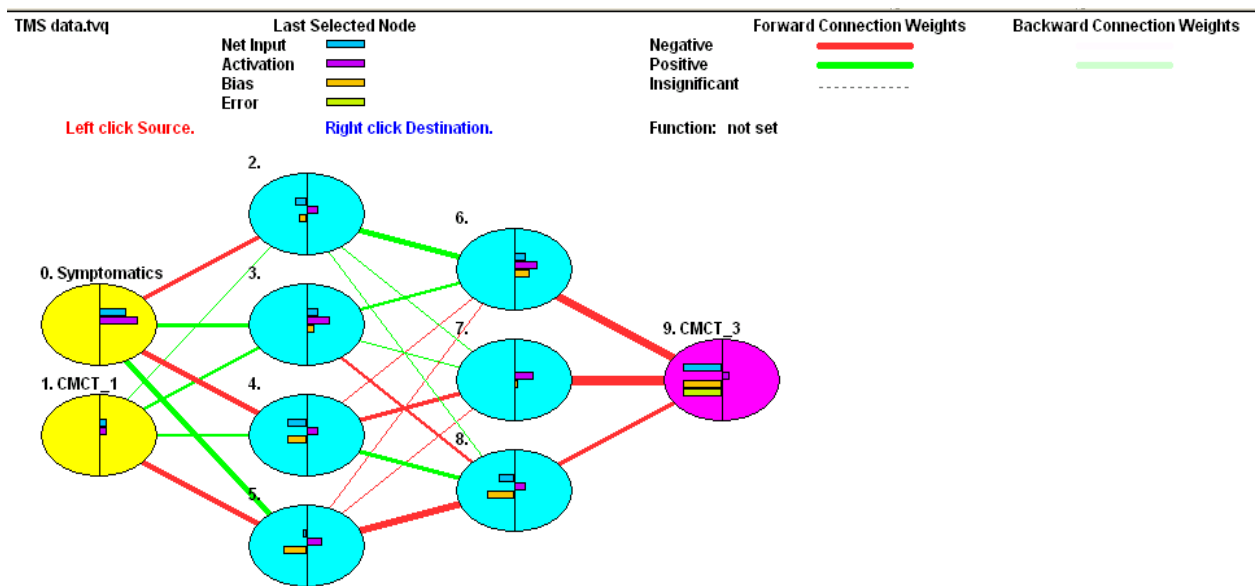 TMS data.tvq Last Selected Node Forward Connection Weights Backward Connection Weights
Net Input Negative
Activation Positive
Bias Insignificant
Error
Left click Source. Right click Destination. Function: not set
2.
6.
0. Symptomatics 3.
7. 9. CMCT_3
1. CMCT_1 4.
8.
5.